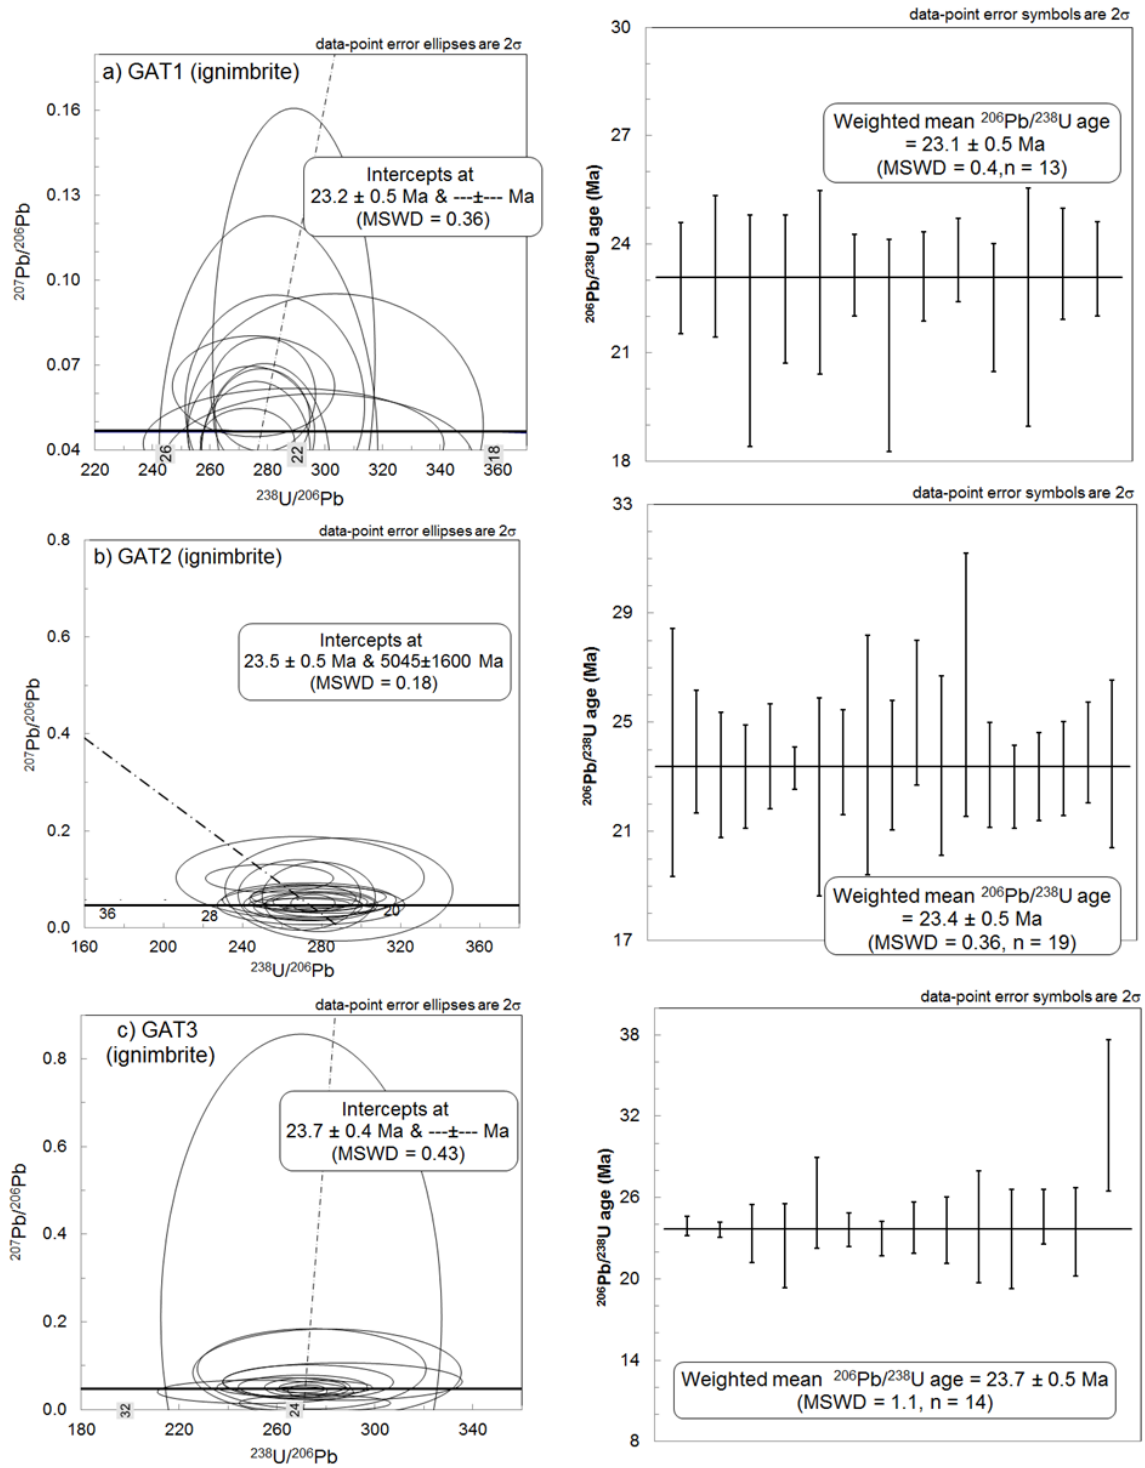 data-point error ellipses are 2σ
a) GAT1 (ignimbrite)
0.16
0.13
0.10
0.07
0.04
²⁰⁷Pb/²⁰⁶Pb
Intercepts at
23.2 ± 0.5 Ma & ---±--- Ma
(MSWD = 0.36)
26
22
18
220 240 260 280 300 320 340 360
²³⁸U/²⁰⁶Pb
data-point error symbols are 2σ
30
27
24
21
18
²⁰⁶Pb/²³⁸U age (Ma)
Weighted mean ²⁰⁶Pb/²³⁸U age
= 23.1 ± 0.5 Ma
(MSWD = 0.4,n = 13)
data-point error ellipses are 2σ
b) GAT2 (ignimbrite)
0.8
0.6
0.4
0.2
0.0
²⁰⁷Pb/²⁰⁶Pb
Intercepts at
23.5 ± 0.5 Ma & 5045±1600 Ma
(MSWD = 0.18)
36
28
20
160 200 240 280 320 360
²³⁸U/²⁰⁶Pb
data-point error symbols are 2σ
33
29
25
21
17
²⁰⁶Pb/²³⁸U age (Ma)
Weighted mean ²⁰⁶Pb/²³⁸U age
= 23.4 ± 0.5 Ma
(MSWD = 0.36, n = 19)
data-point error ellipses are 2σ
c) GAT3
(ignimbrite)
0.8
0.6
0.4
0.2
0.0
²⁰⁷Pb/²⁰⁶Pb
Intercepts at
23.7 ± 0.4 Ma & ---±--- Ma
(MSWD = 0.43)
32
24
180 220 260 300 340
²³⁸U/²⁰⁶Pb
data-point error symbols are 2σ
38
32
26
20
14
8
²⁰⁶Pb/²³⁸U age (Ma)
Weighted mean ²⁰⁶Pb/²³⁸U age = 23.7 ± 0.5 Ma
(MSWD = 1.1, n = 14)